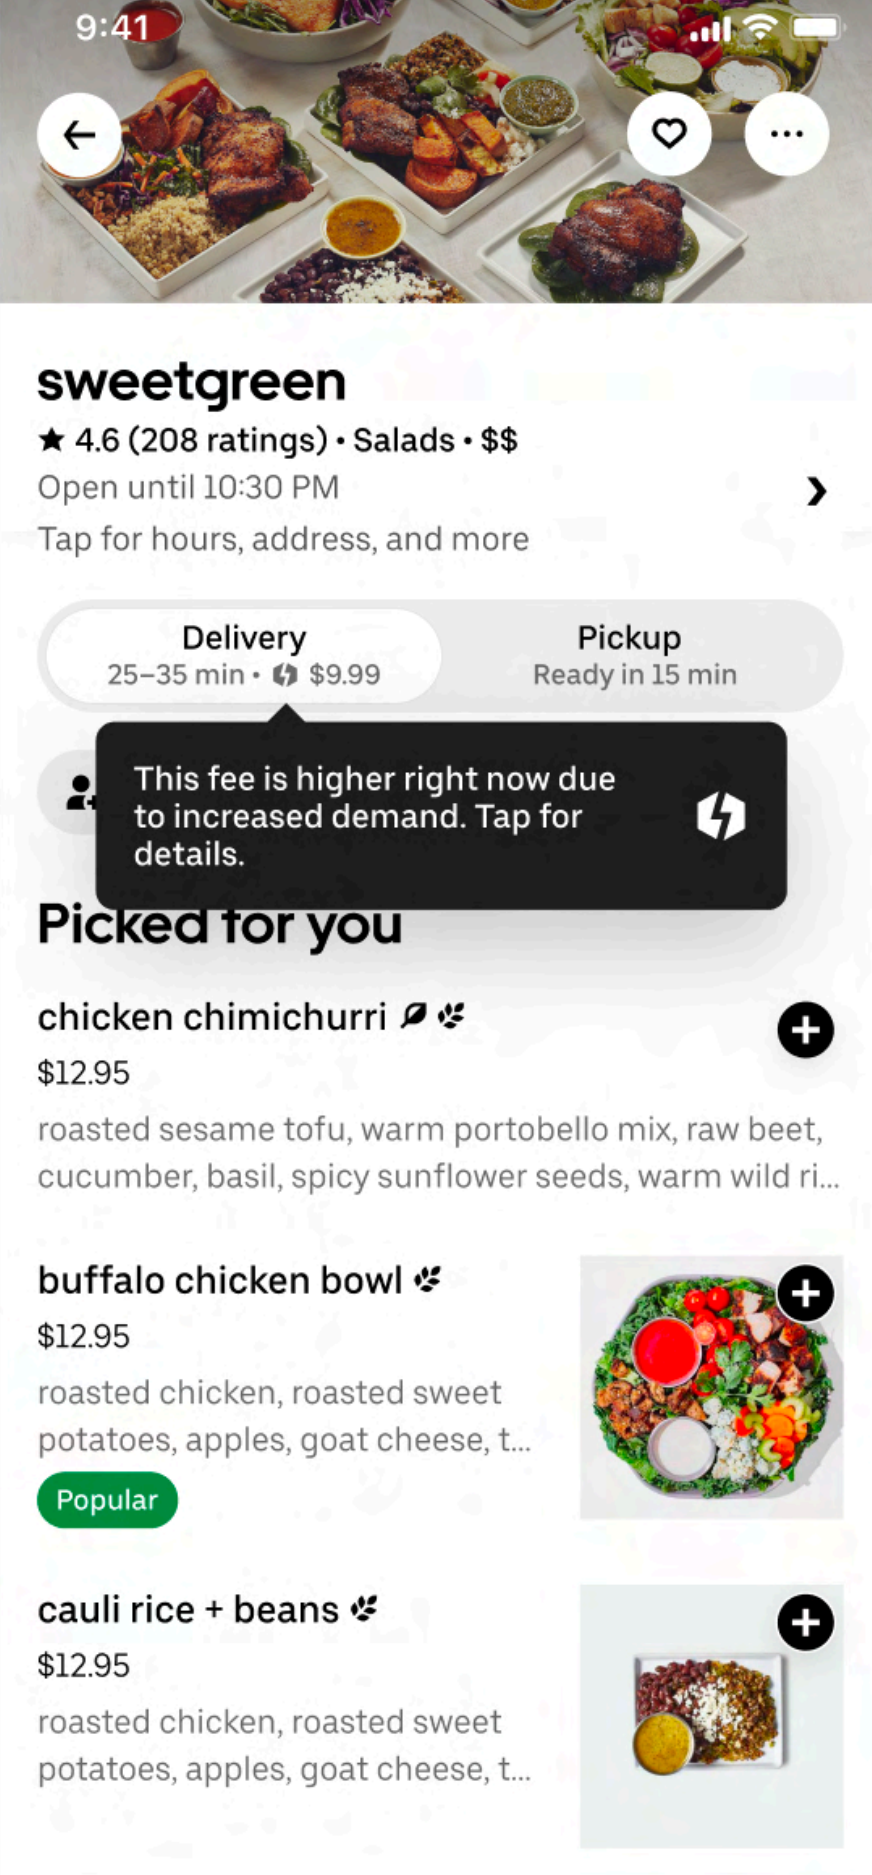 9:41
sweetgreen
★ 4.6 (208 ratings) • Salads • $$
Open until 10:30 PM
Tap for hours, address, and more
Delivery
25–35 min • $9.99
Pickup
Ready in 15 min
This fee is higher right now due
to increased demand. Tap for
details.
Picked for you
chicken chimichurri
$12.95
roasted sesame tofu, warm portobello mix, raw beet,
cucumber, basil, spicy sunflower seeds, warm wild ri...
buffalo chicken bowl
$12.95
roasted chicken, roasted sweet
potatoes, apples, goat cheese, t...
Popular
cauli rice + beans
$12.95
roasted chicken, roasted sweet
potatoes, apples, goat cheese, t...